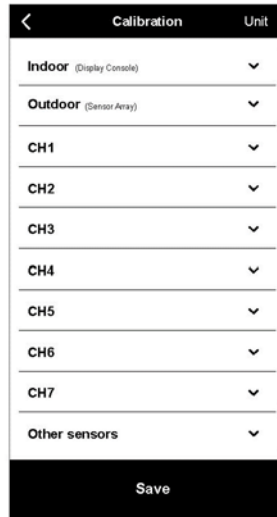 Calibration Unit
Indoor (Display Console)
Outdoor (Sensor Array)
CH1
CH2
CH3
CH4
CH5
CH6
CH7
Other sensors
Save